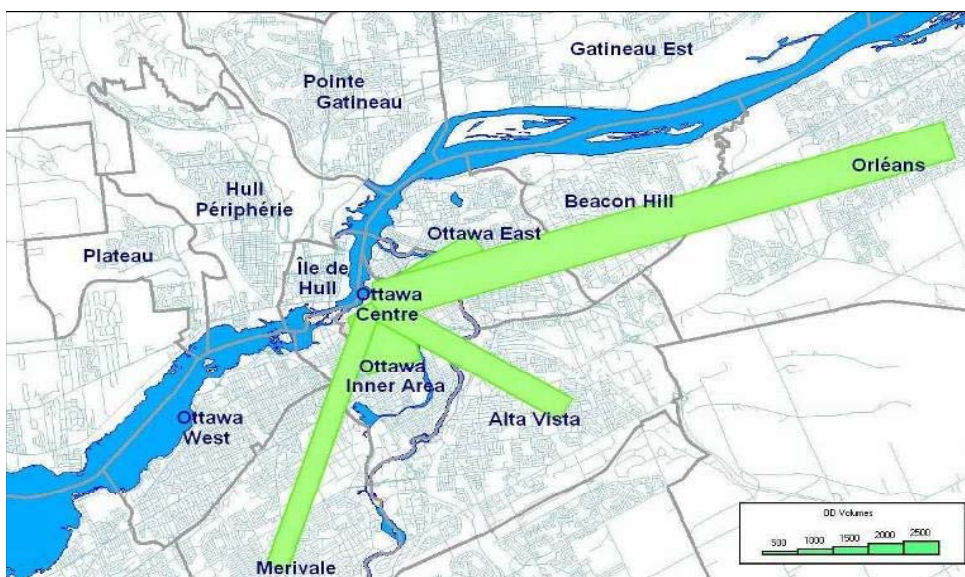 Gatineau Est
Pointe
Gatineau
Orléans
Hull
Périphérie
Beacon Hill
Ottawa East
Plateau
Île de
Hull
Ottawa
Centre
Ottawa
Inner Area
Ottawa
West
Alta Vista
Merivale
OD Volumes
500 1000 1500 2000 2500